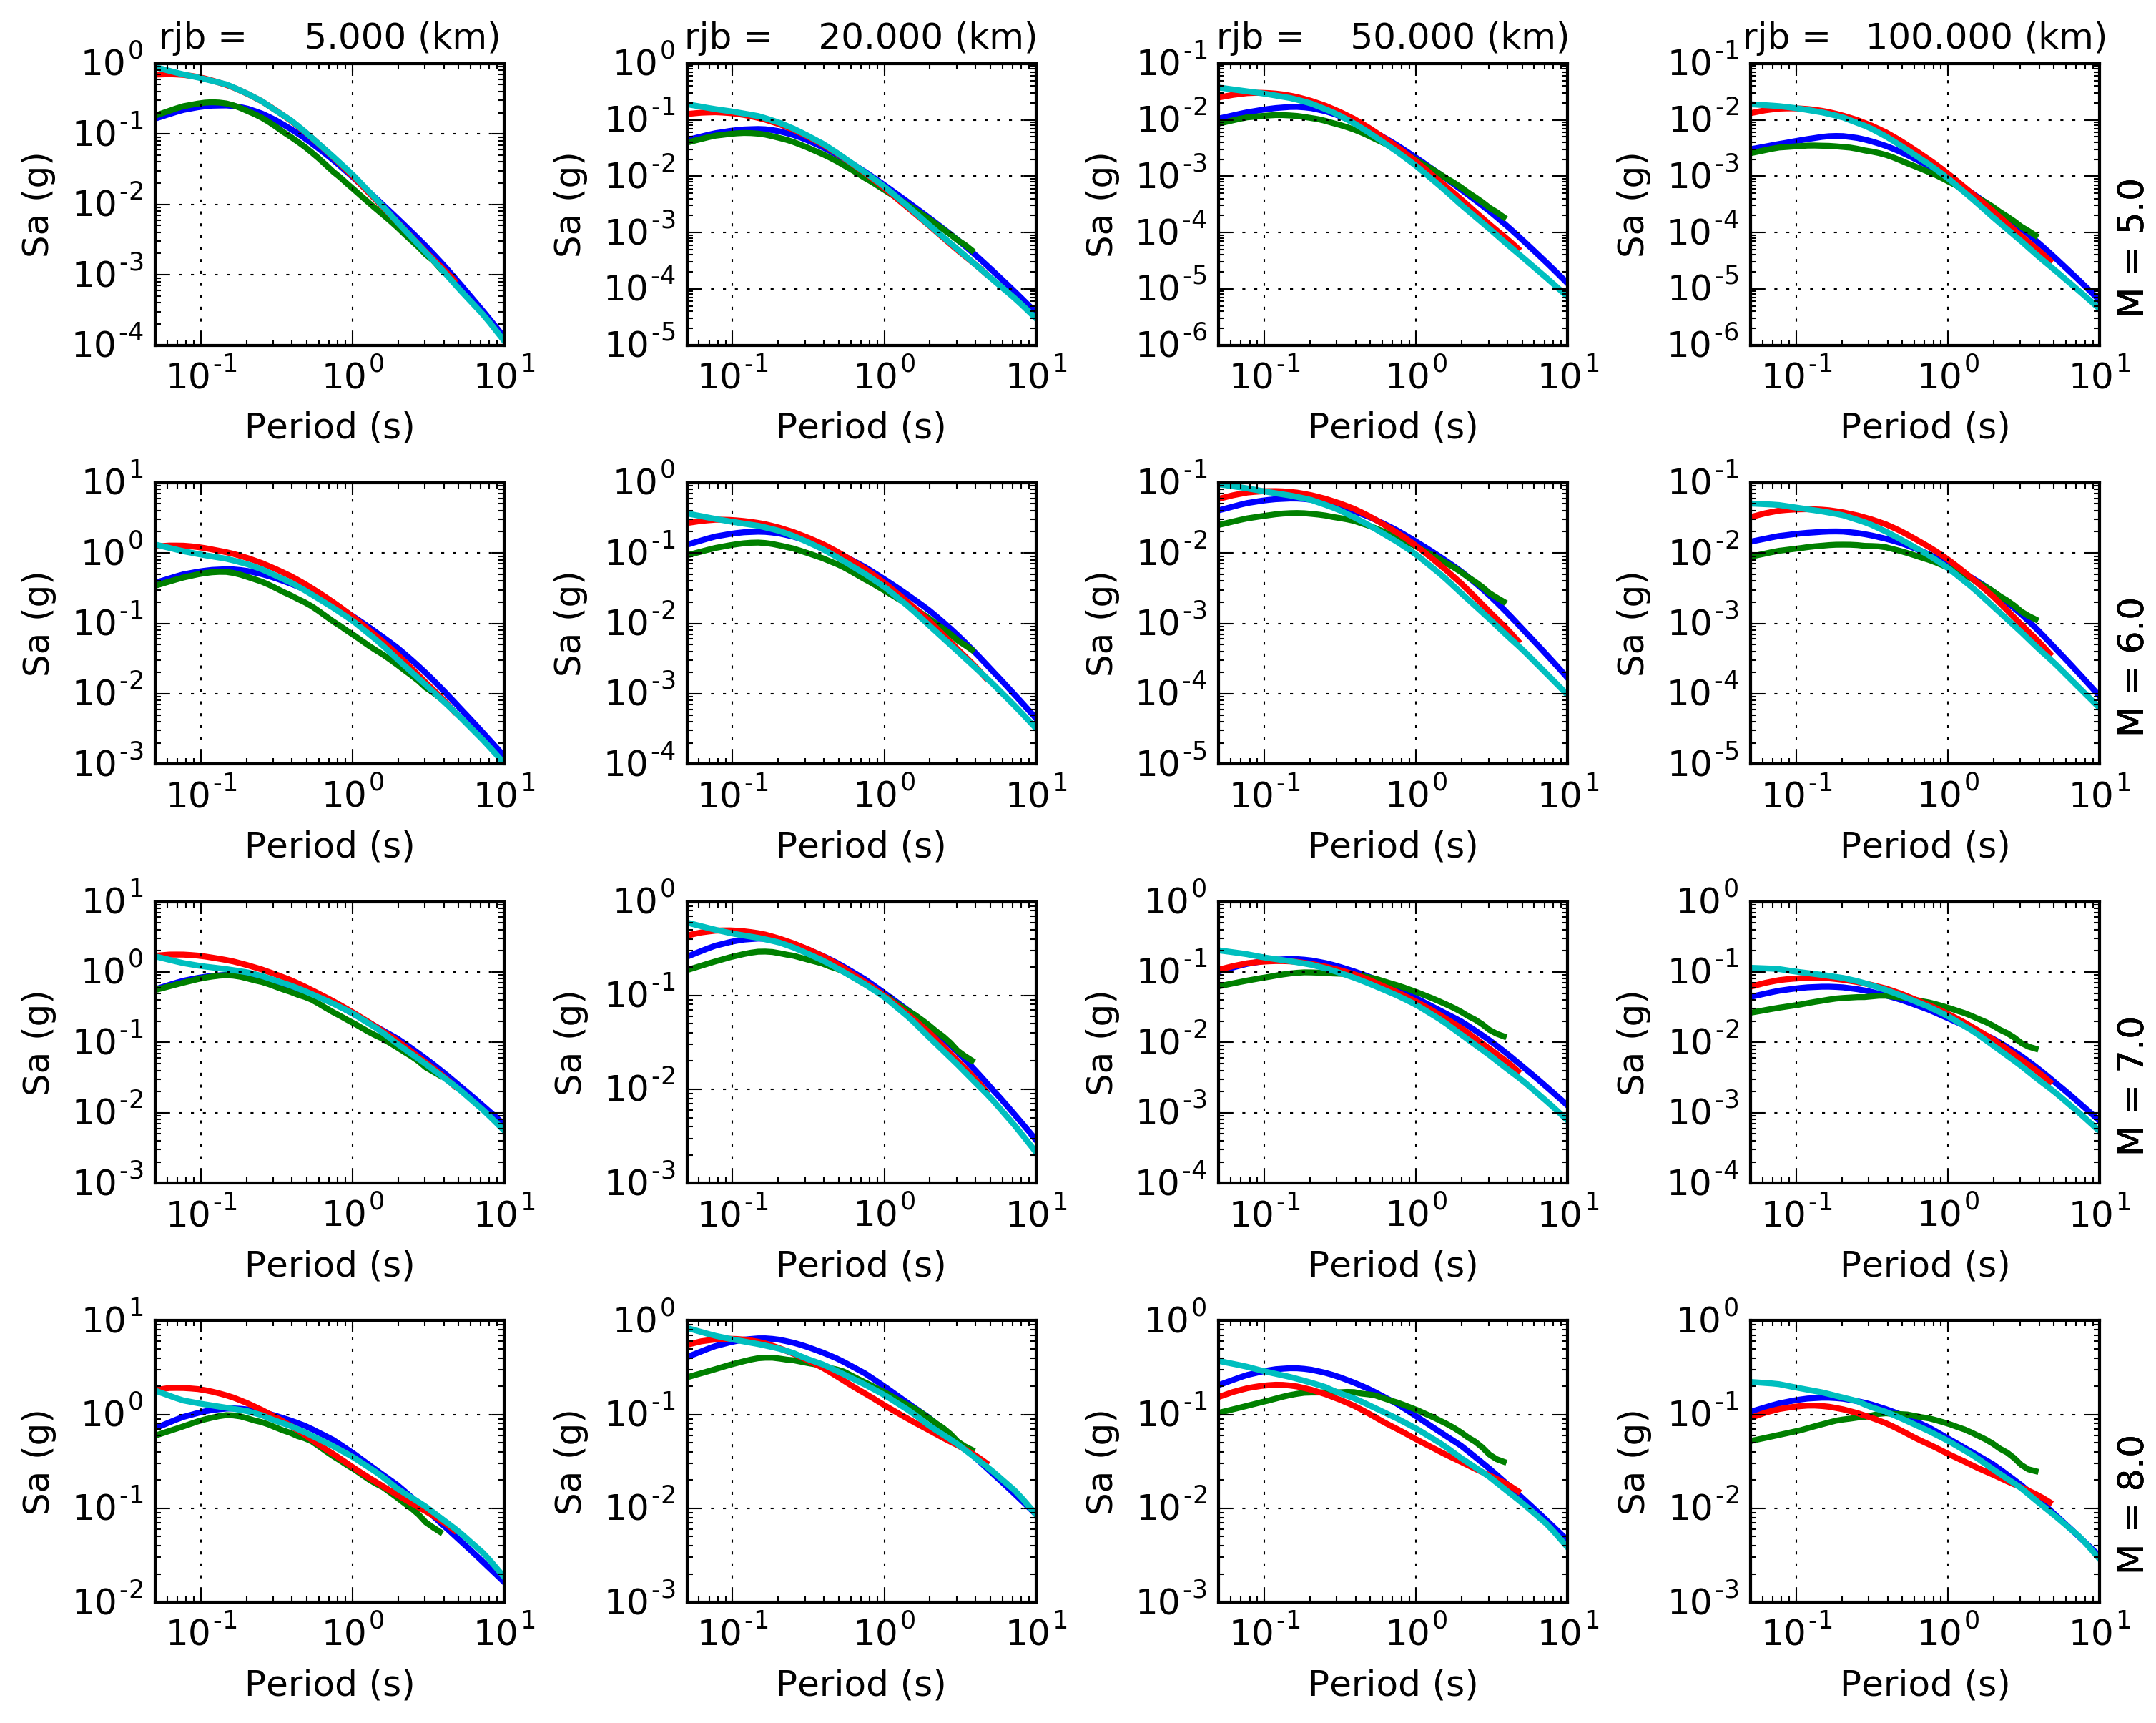 rjb = 5.000 (km) rjb = 20.000 (km) rjb = 50.000 (km) rjb = 100.000 (km)
Sa (g) 10^0 10^-1 10^-2 10^-3 10^-4
10^-1 10^0 10^1
Period (s)
Sa (g) 10^0 10^-1 10^-2 10^-3 10^-4 10^-5
10^-1 10^0 10^1
Period (s)
Sa (g) 10^-1 10^-2 10^-3 10^-4 10^-5 10^-6
10^-1 10^0 10^1
Period (s)
Sa (g) 10^-1 10^-2 10^-3 10^-4 10^-5 10^-6
10^-1 10^0 10^1
Period (s)
M = 5.0
Sa (g) 10^1 10^0 10^-1 10^-2 10^-3
10^-1 10^0 10^1
Period (s)
Sa (g) 10^0 10^-1 10^-2 10^-3 10^-4
10^-1 10^0 10^1
Period (s)
Sa (g) 10^-1 10^-2 10^-3 10^-4 10^-5
10^-1 10^0 10^1
Period (s)
Sa (g) 10^-1 10^-2 10^-3 10^-4 10^-5
10^-1 10^0 10^1
Period (s)
M = 6.0
Sa (g) 10^1 10^0 10^-1 10^-2 10^-3
10^-1 10^0 10^1
Period (s)
Sa (g) 10^0 10^-1 10^-2 10^-3
10^-1 10^0 10^1
Period (s)
Sa (g) 10^0 10^-1 10^-2 10^-3 10^-4
10^-1 10^0 10^1
Period (s)
Sa (g) 10^0 10^-1 10^-2 10^-3 10^-4
10^-1 10^0 10^1
Period (s)
M = 7.0
Sa (g) 10^1 10^0 10^-1 10^-2
10^-1 10^0 10^1
Period (s)
Sa (g) 10^0 10^-1 10^-2 10^-3
10^-1 10^0 10^1
Period (s)
Sa (g) 10^0 10^-1 10^-2 10^-3
10^-1 10^0 10^1
Period (s)
Sa (g) 10^0 10^-1 10^-2 10^-3
10^-1 10^0 10^1
Period (s)
M = 8.0